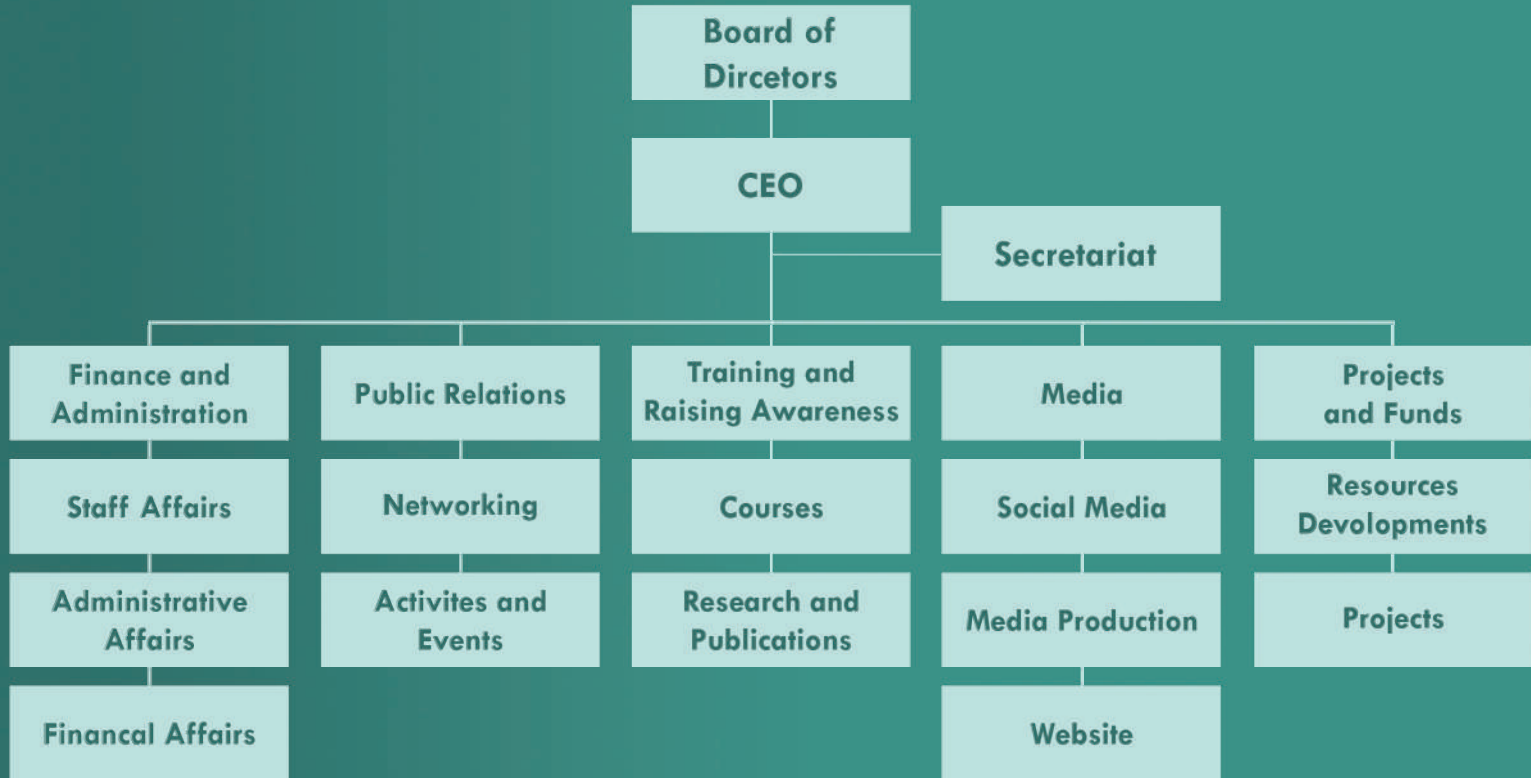 Board of
Dircetors
CEO
Secretariat
Finance and
Administration
Public Relations
Training and
Raising Awareness
Media
Projects
and Funds
Staff Affairs
Networking
Courses
Social Media
Resources
Devolopments
Administrative
Affairs
Activites and
Events
Research and
Publications
Media Production
Projects
Financal Affairs
Website